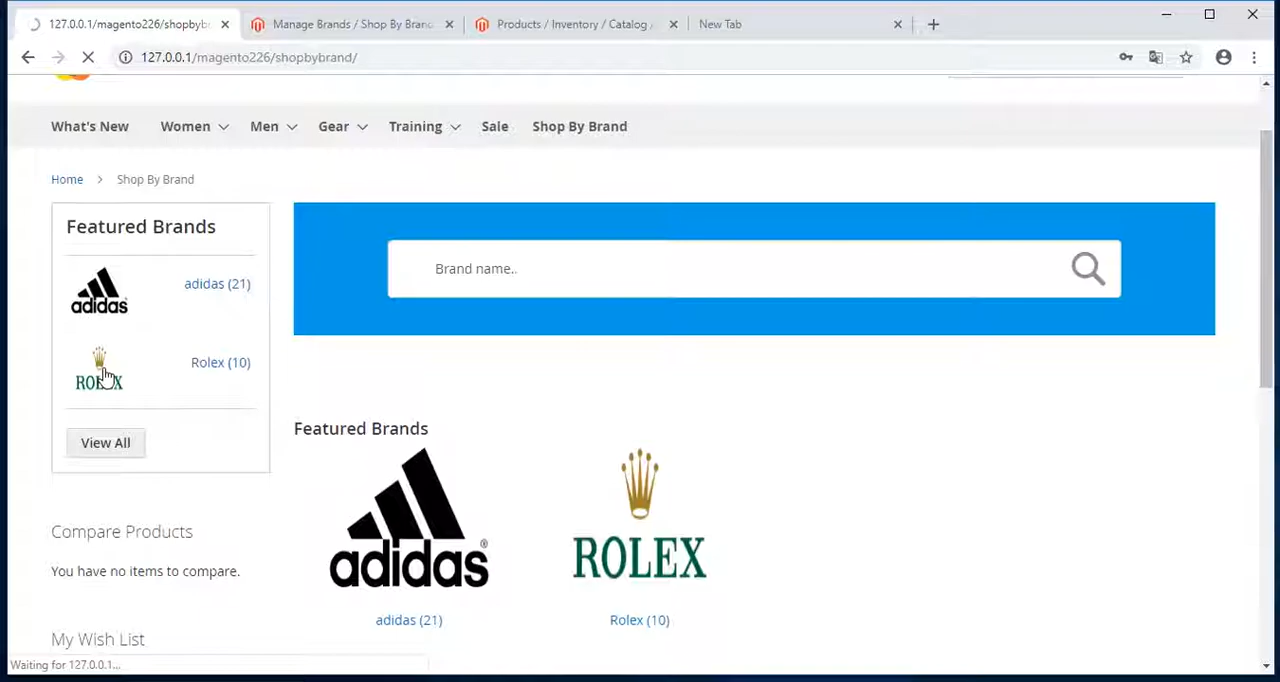 127.0.0.1/magento226/shopbyb
Manage Brands / Shop By Brand
Products / Inventory / Catalog
New Tab
127.0.0.1/magento226/shopbybrand/
What's New
Women
Men
Gear
Training
Sale
Shop By Brand
Home > Shop By Brand
Featured Brands
adidas
adidas (21)
ROLEX
Rolex (10)
View All
Compare Products
You have no items to compare.
My Wish List
Brand name..
Featured Brands
adidas®
ROLEX
adidas (21)
Rolex (10)
Waiting for 127.0.0.1...